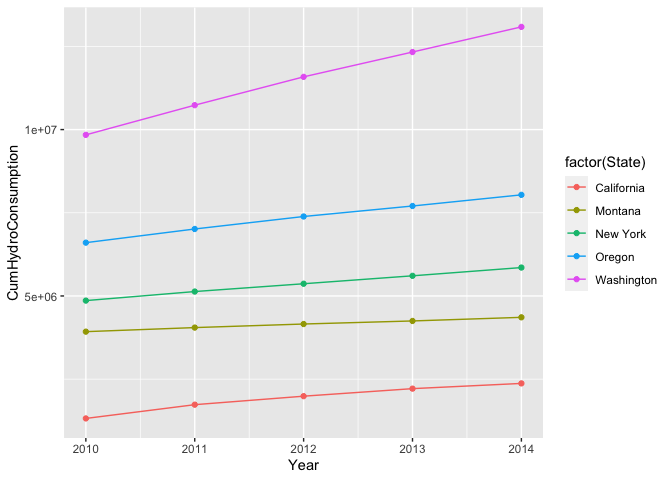 CumHydroConsumption
1e+07
5e+06
2010 2011 2012 2013 2014
Year
factor(State)
California
Montana
New York
Oregon
Washington